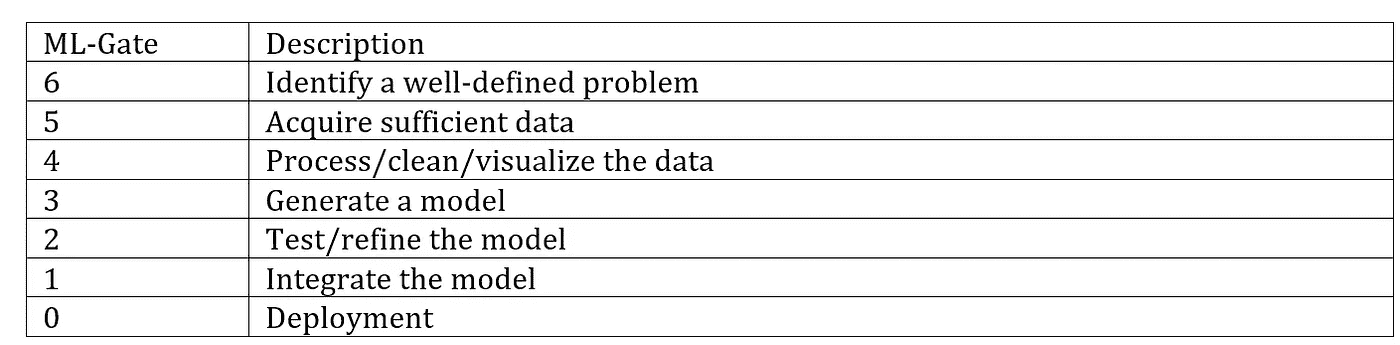 ML-Gate Description
6 Identify a well-defined problem
5 Acquire sufficient data
4 Process/clean/visualize the data
3 Generate a model
2 Test/refine the model
1 Integrate the model
0 Deployment